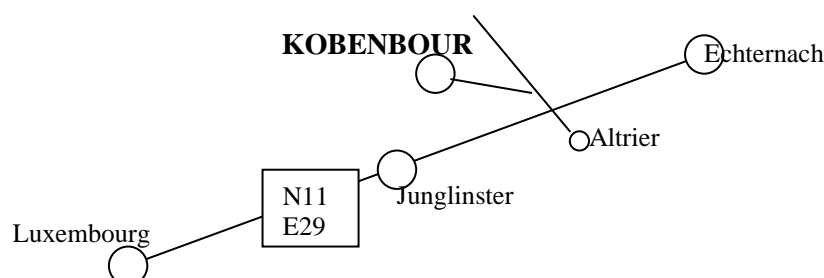 KOBENBOUR
Echternach
Altrier
Junglinster
N11
E29
Luxembourg